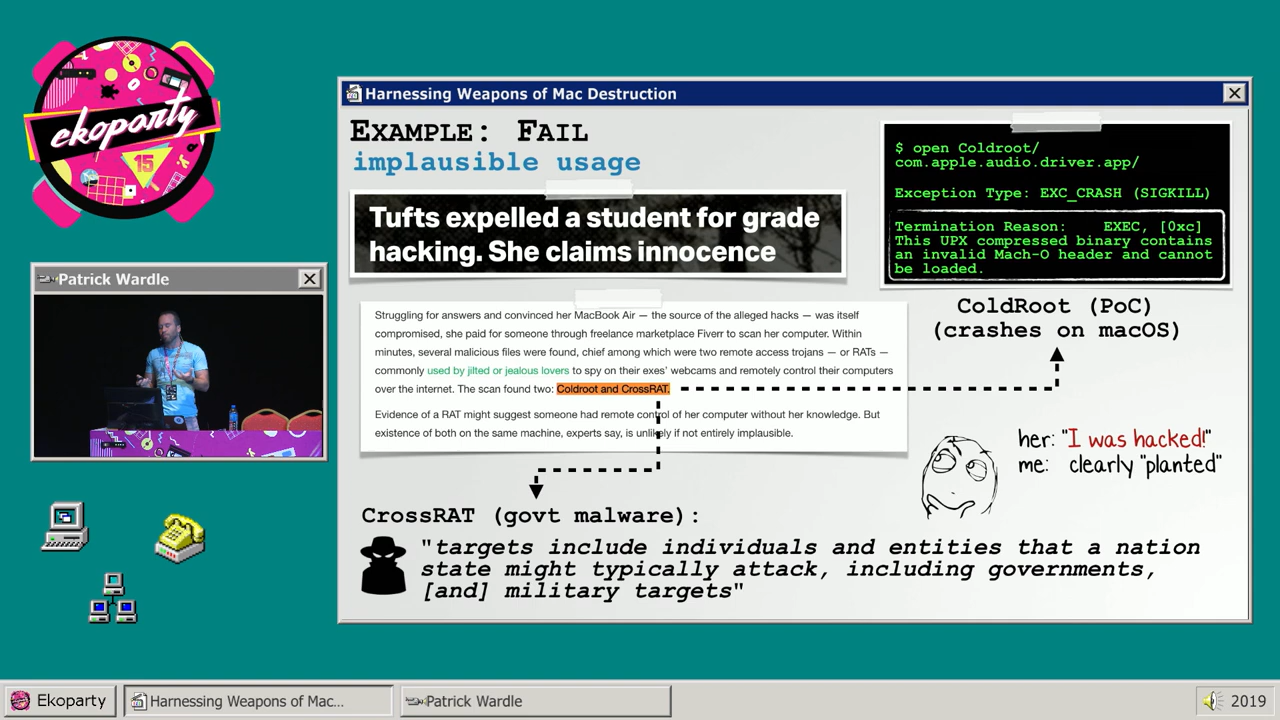 ekoparty
15
Harnessing Weapons of Mac Destruction
EXAMPLE: FAIL
implausible usage
Tufts expelled a student for grade
hacking. She claims innocence
$ open Coldroot/
com.apple.audio.driver.app/
Exception Type: EXC_CRASH (SIGKILL)
Termination Reason: EXEC, [0xc]
This UPX compressed binary contains
an invalid Mach-O header and cannot
be loaded.
ColdRoot (PoC)
(crashes on macOS)
Patrick Wardle
Struggling for answers and convinced her MacBook Air — the source of the alleged hacks — was itself
compromised, she paid for someone through freelance marketplace Fiverr to scan her computer. Within
minutes, several malicious files were found, chief among which were two remote access trojans — or RATs —
commonly used by jilted or jealous lovers to spy on their exes' webcams and remotely control their computers
over the internet. The scan found two: Coldroot and CrossRAT.
Evidence of a RAT might suggest someone had remote control of her computer without her knowledge. But
existence of both on the same machine, experts say, is unlikely if not entirely implausible.
her: "I was hacked!"
me: clearly "planted"
CrossRAT (govt malware):
"targets include individuals and entities that a nation
state might typically attack, including governments,
[and] military targets"
Ekoparty
Harnessing Weapons of Mac...
Patrick Wardle
2019